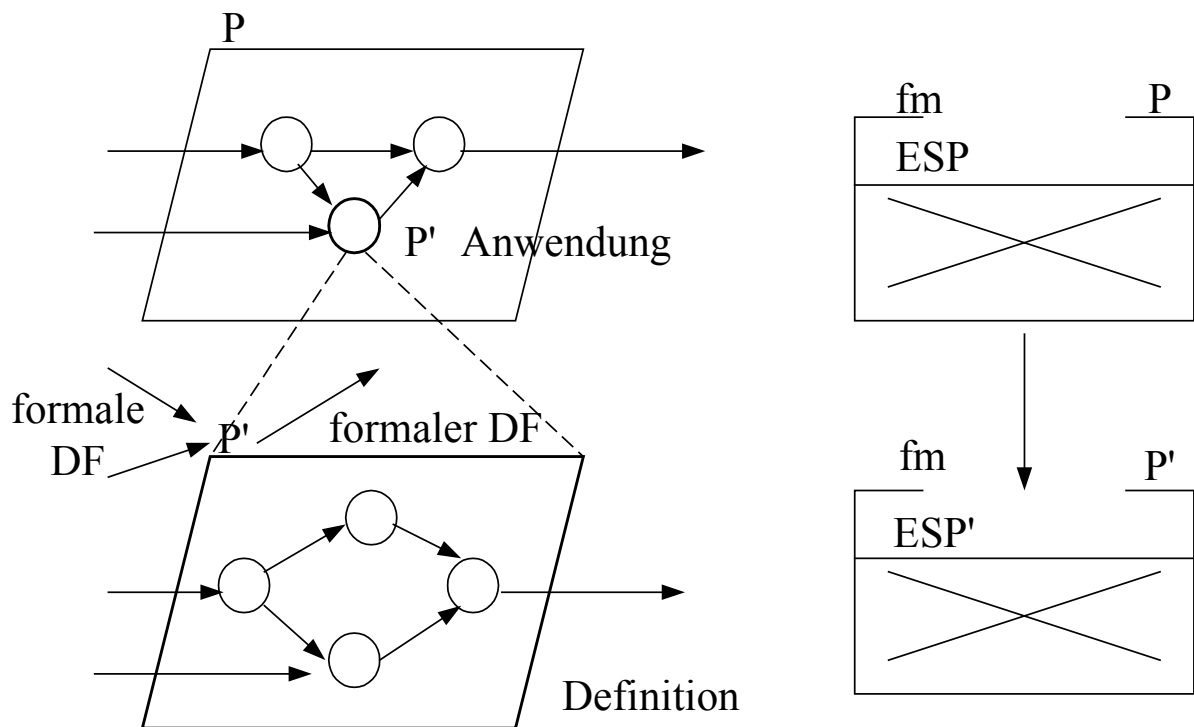 P
P' Anwendung
formale
DF
P'
formaler DF
Definition
fm P
ESP
fm P'
ESP'